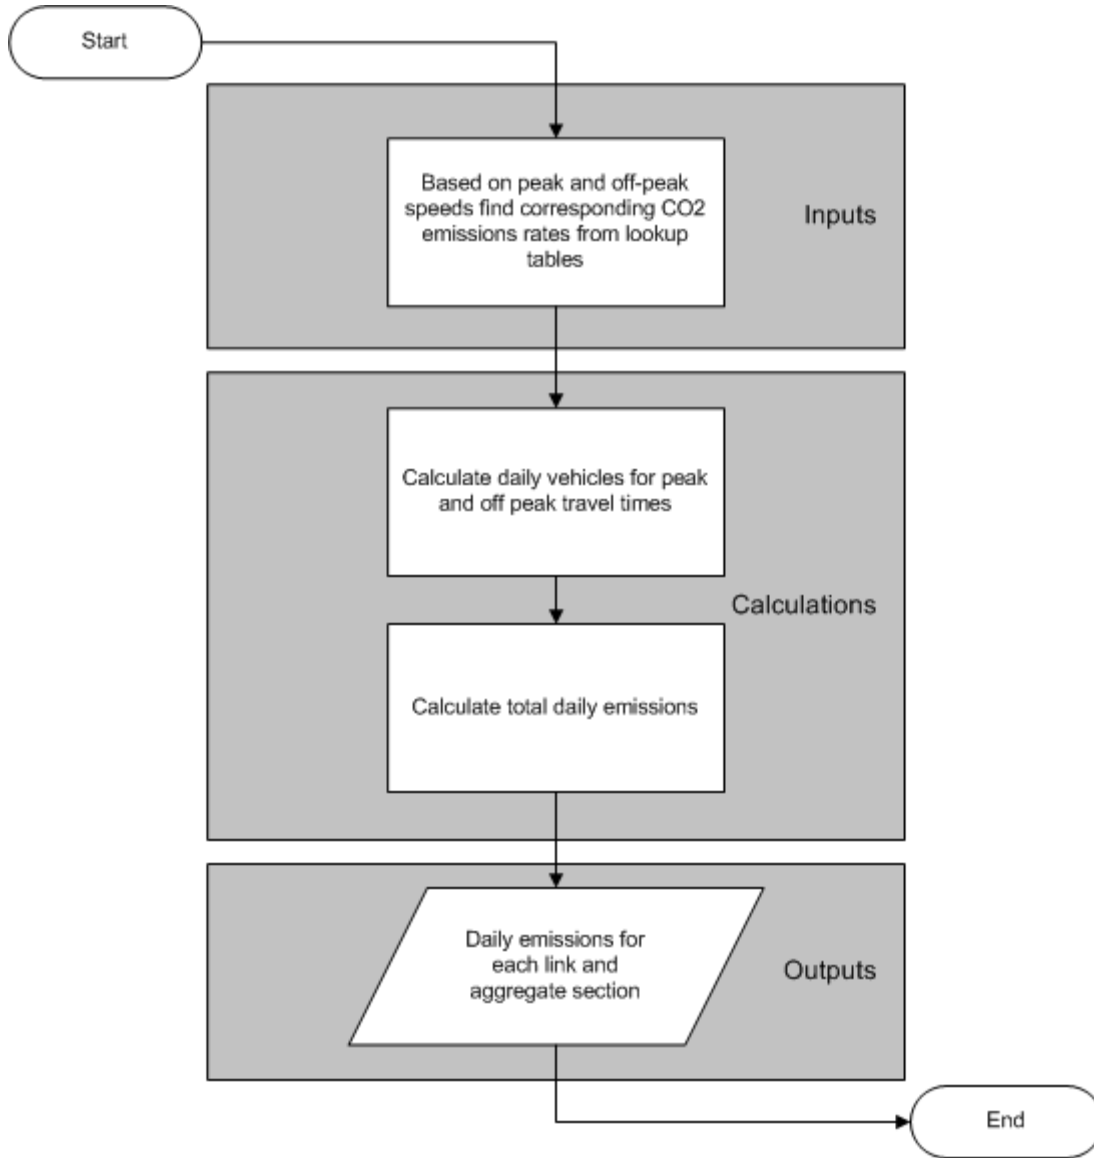 Start
Based on peak and off-peak
speeds find corresponding CO2
emissions rates from lookup
tables
Inputs
Calculate daily vehicles for peak
and off peak travel times
Calculations
Calculate total daily emissions
Daily emissions for
each link and
aggregate section
Outputs
End